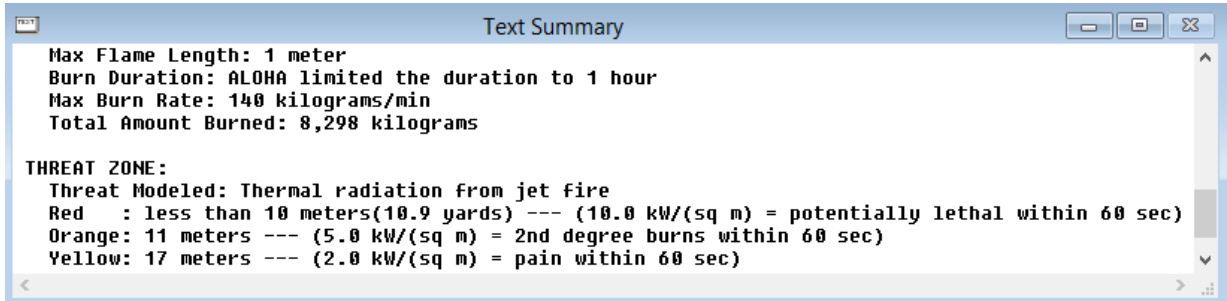 TEXT
Text Summary
Max Flame Length: 1 meter
Burn Duration: ALOHA limited the duration to 1 hour
Max Burn Rate: 140 kilograms/min
Total Amount Burned: 8,298 kilograms
THREAT ZONE:
Threat Modeled: Thermal radiation from jet fire
Red   : less than 10 meters(10.9 yards) --- (10.0 kW/(sq m) = potentially lethal within 60 sec)
Orange: 11 meters --- (5.0 kW/(sq m) = 2nd degree burns within 60 sec)
Yellow: 17 meters --- (2.0 kW/(sq m) = pain within 60 sec)